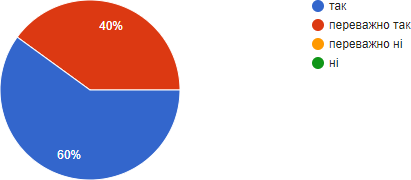 40%
60%
так
переважно так
переважно ні
ні